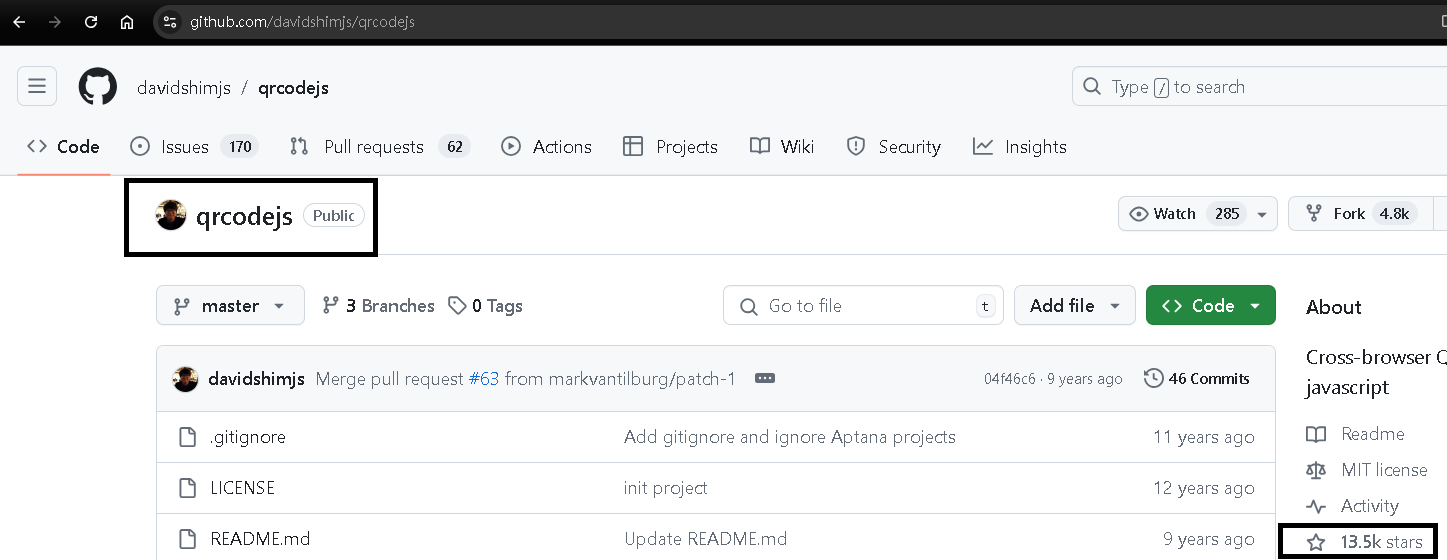 github.com/davidshimjs/qrcodejs
davidshimjs / qrcodejs
Type / to search
Code Issues 170 Pull requests 62 Actions Projects Wiki Security Insights
qrcodejs Public
Watch 285 Fork 4.8k
master 3 Branches 0 Tags Go to file t Add file Code
About
davidshimjs Merge pull request #63 from markvantilburg/patch-1 04f46c6 · 9 years ago 46 Commits
Cross-browser Q
javascript
.gitignore Add gitignore and ignore Aptana projects 11 years ago
Readme
LICENSE init project 12 years ago
MIT license
Activity
README.md Update README.md 9 years ago
13.5k stars